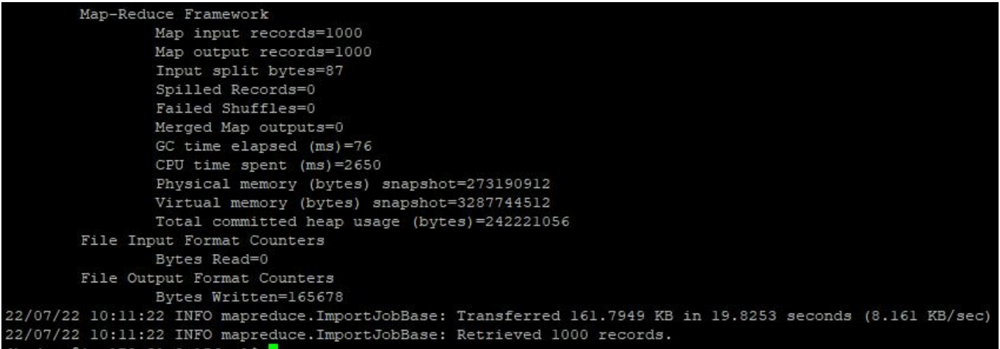 Map-Reduce Framework
Map input records=1000
Map output records=1000
Input split bytes=87
Spilled Records=0
Failed Shuffles=0
Merged Map outputs=0
GC time elapsed (ms)=76
CPU time spent (ms)=2650
Physical memory (bytes) snapshot=273190912
Virtual memory (bytes) snapshot=3287744512
Total committed heap usage (bytes)=242221056
File Input Format Counters
Bytes Read=0
File Output Format Counters
Bytes Written=165678
22/07/22 10:11:22 INFO mapreduce.ImportJobBase: Transferred 161.7949 KB in 19.8253 seconds (8.161 KB/sec)
22/07/22 10:11:22 INFO mapreduce.ImportJobBase: Retrieved 1000 records.